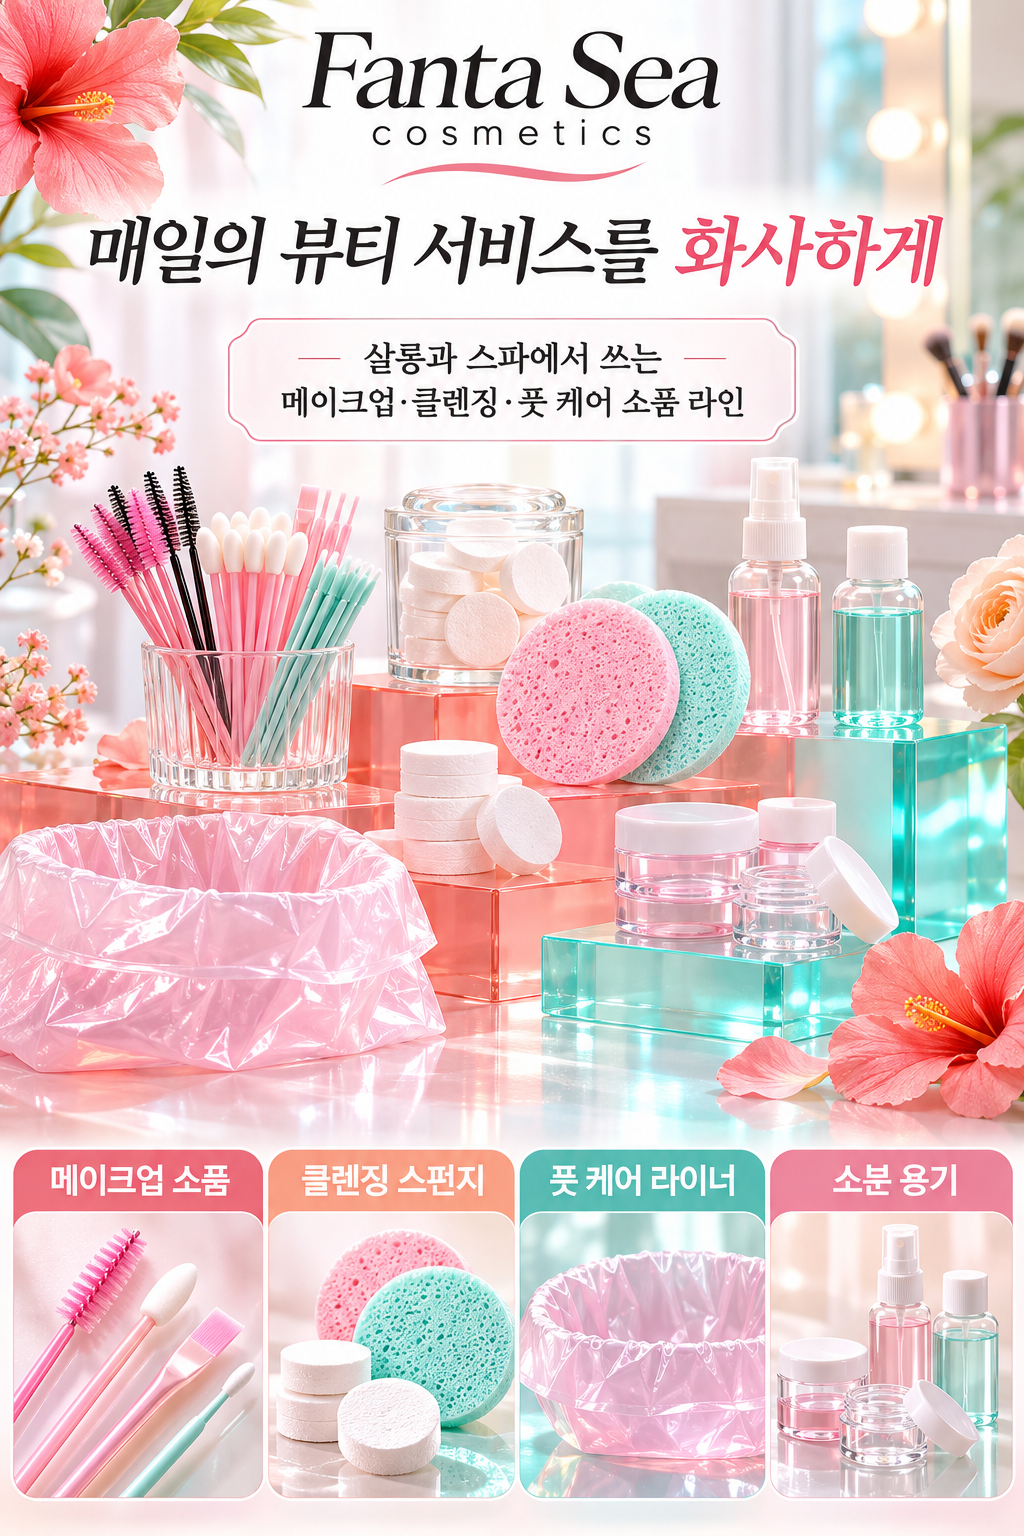 Fanta Sea
cosmetics
매일의 뷰티 서비스를 화사하게
살롱과 스파에서 쓰는
메이크업·클렌징·풋 케어 소품 라인
메이크업 소품
클렌징 스펀지
풋 케어 라이너
소분 용기